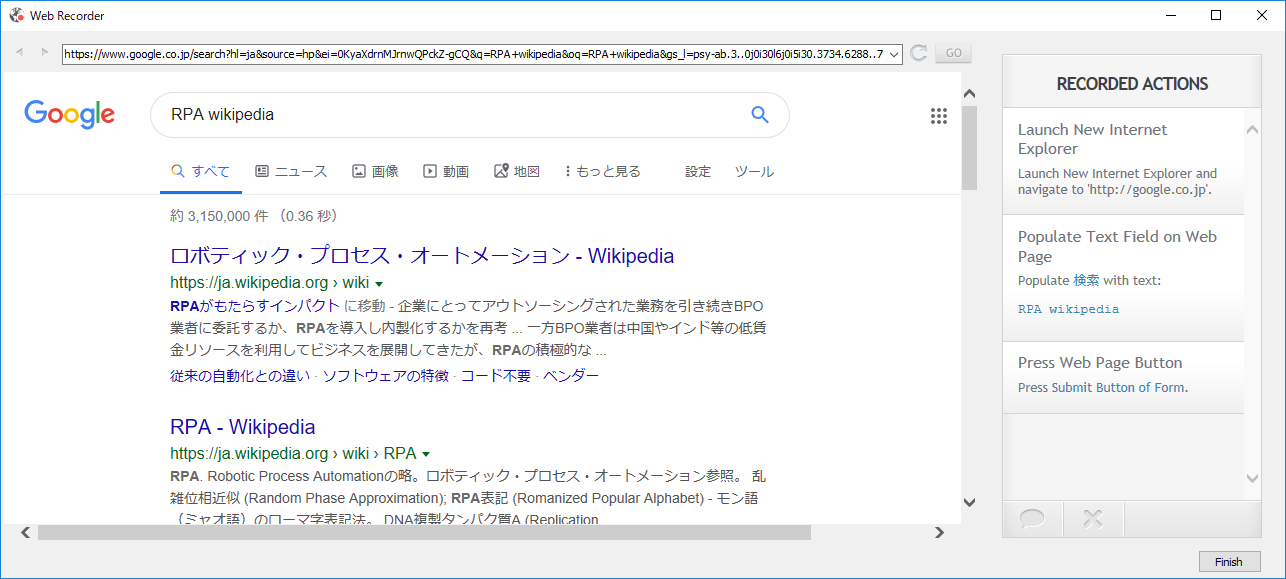 Web Recorder
https://www.google.co.jp/search?hl=ja&source=hp&ei=0KyaXdrnMJrnwQPckZ-gCQ&q=RPA+wikipedia&oq=RPA+wikipedia&gs_l=psy-ab.3..0j0i30l6j0i5i30.3734.6288..7
GO
Google
RPA wikipedia
すべて ニュース 画像 動画 地図 もっと見る 設定 ツール
約 3,150,000 件 （0.36 秒）
ロボティック・プロセス・オートメーション - Wikipedia
https://ja.wikipedia.org › wiki
RPAがもたらすインパクト に移動 - 企業にとってアウトソーシングされた業務を引き続きBPO
業者に委託するか、RPAを導入し内製化するかを再考 ... 一方BPO業者は中国やインド等の低賃
金リソースを利用してビジネスを展開してきたが、RPAの積極的な ...
従来の自動化との違い · ソフトウェアの特徴 · コード不要 · ベンダー
RPA - Wikipedia
https://ja.wikipedia.org › wiki › RPA
RPA. Robotic Process Automationの略。ロボティック・プロセス・オートメーション参照。 乱
雑位相近似 (Random Phase Approximation); RPA表記 (Romanized Popular Alphabet) - モン語
（ミャオ語）のローマ字表記法。 DNA複製タンパク質A (Replication
RECORDED ACTIONS
Launch New Internet
Explorer
Launch New Internet Explorer and
navigate to 'http://google.co.jp'.
Populate Text Field on Web
Page
Populate 検索 with text:
RPA wikipedia
Press Web Page Button
Press Submit Button of Form.
Finish